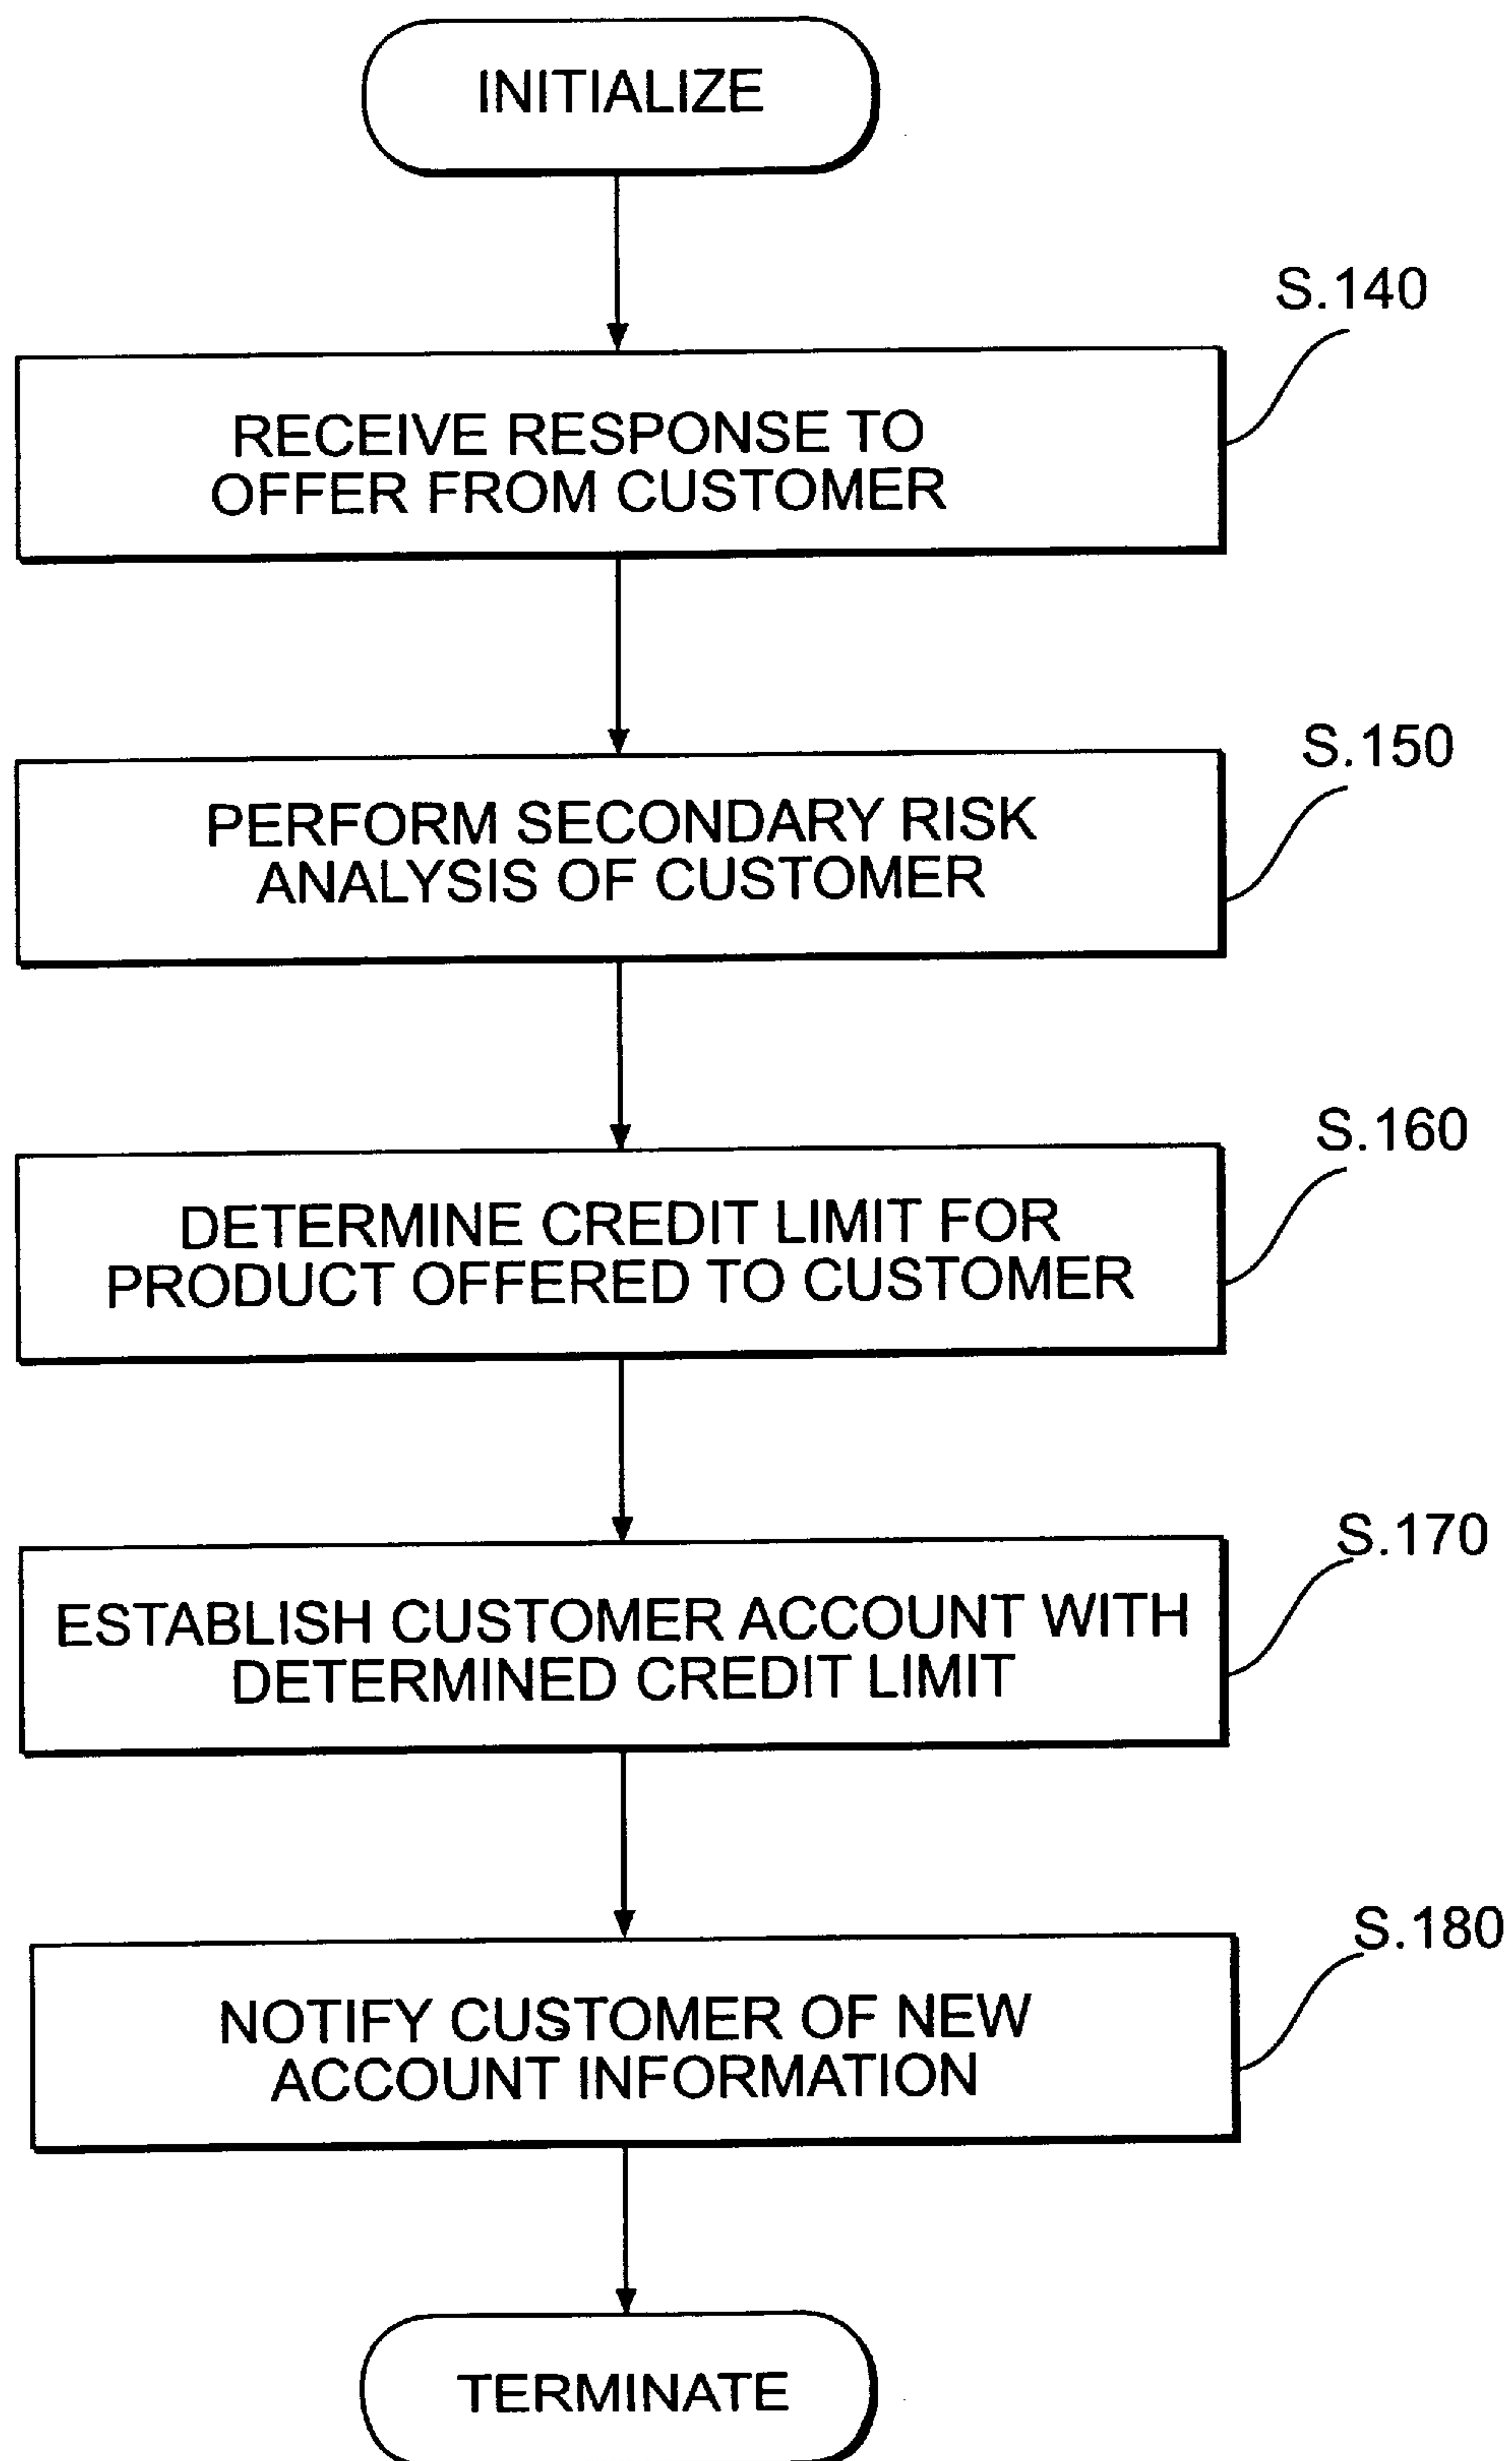 INITIALIZE
S.140
RECEIVE RESPONSE TO
OFFER FROM CUSTOMER
S.150
PERFORM SECONDARY RISK
ANALYSIS OF CUSTOMER
S.160
DETERMINE CREDIT LIMIT FOR
PRODUCT OFFERED TO CUSTOMER
S.170
ESTABLISH CUSTOMER ACCOUNT WITH
DETERMINED CREDIT LIMIT
S.180
NOTIFY CUSTOMER OF NEW
ACCOUNT INFORMATION
TERMINATE